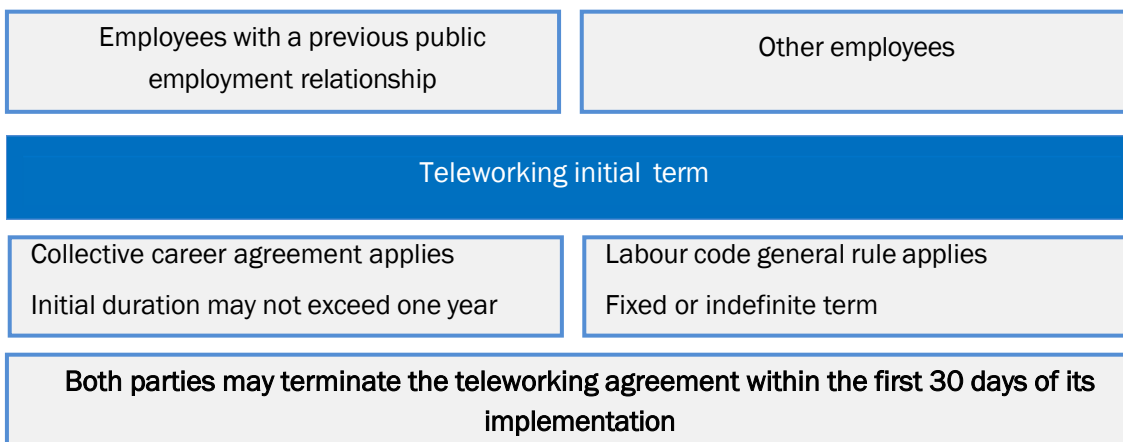 Employees with a previous public
employment relationship
Other employees
Teleworking initial term
Collective career agreement applies
Initial duration may not exceed one year
Labour code general rule applies
Fixed or indefinite term
Both parties may terminate the teleworking agreement within the first 30 days of its
implementation